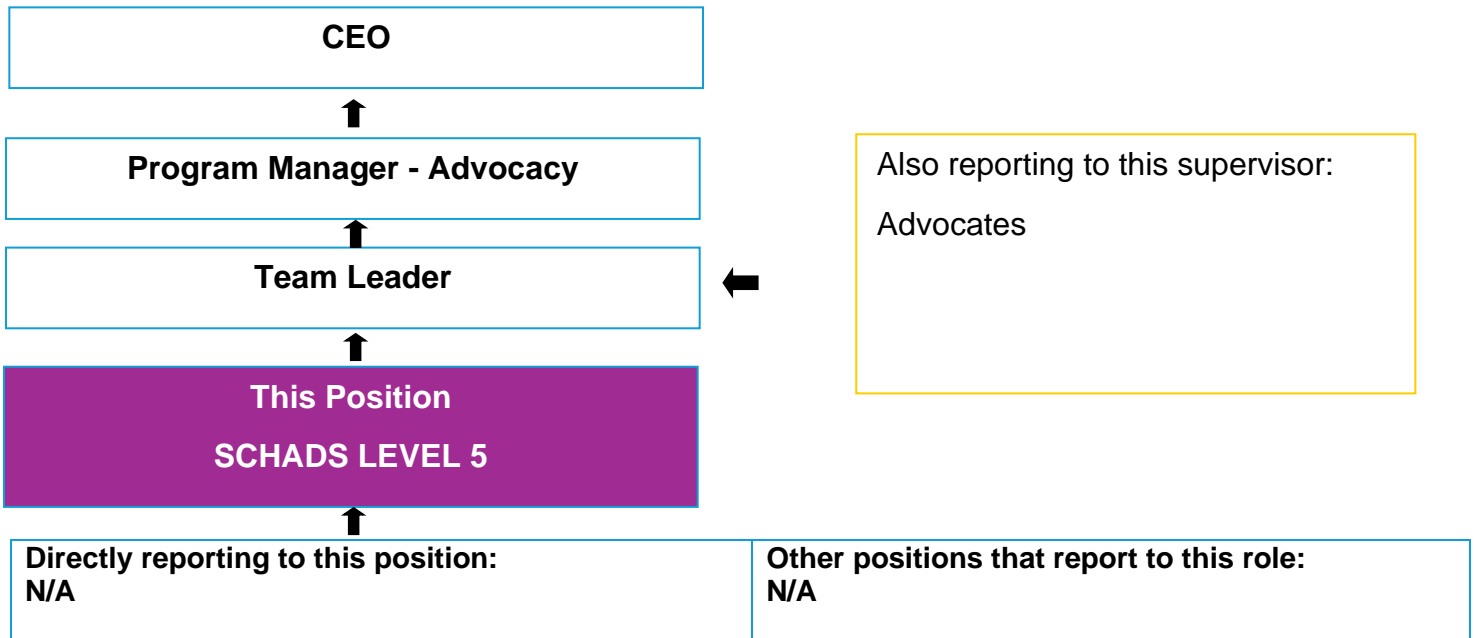 CEO
Program Manager - Advocacy
Team Leader
Also reporting to this supervisor:
Advocates
This Position
SCHADS LEVEL 5
Directly reporting to this position:
N/A
Other positions that report to this role:
N/A